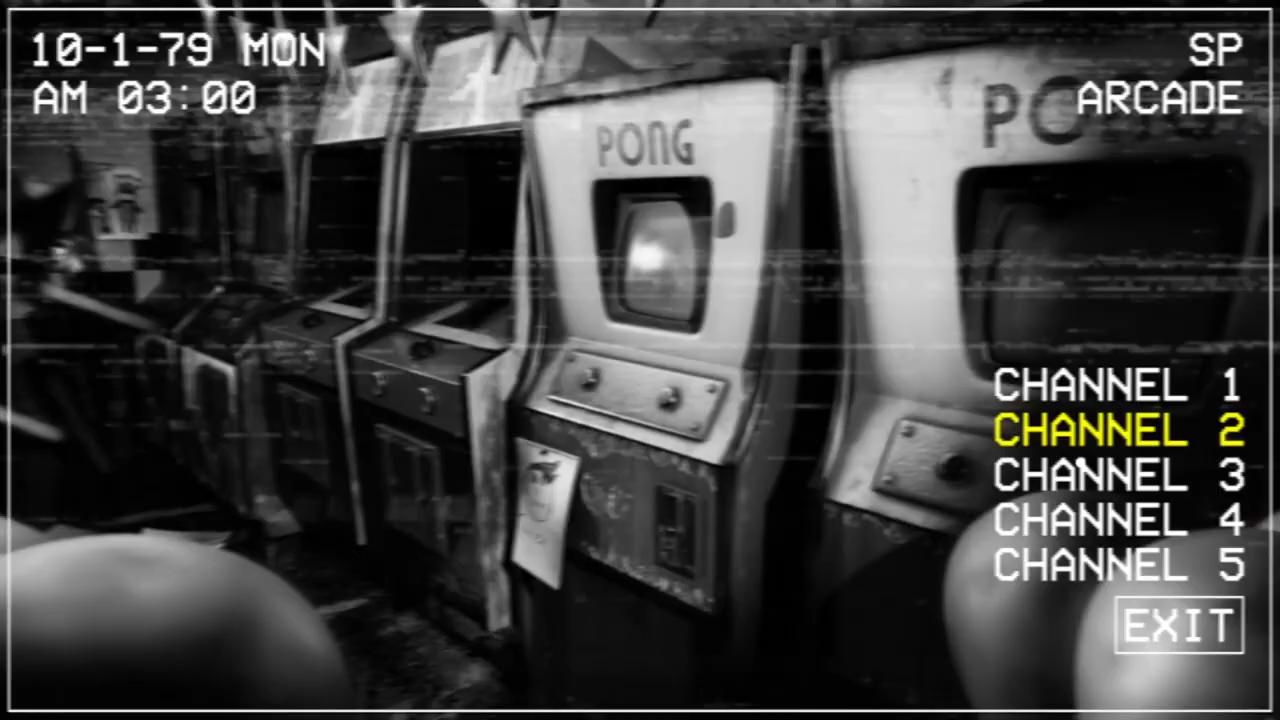 10-1-79 MON
AM 03:00
SP
ARCADE
PONG
CHANNEL 1
CHANNEL 2
CHANNEL 3
CHANNEL 4
CHANNEL 5
EXIT